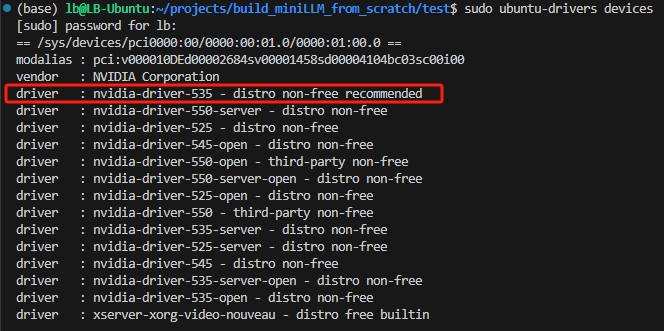 (base) lb@LB-Ubuntu:~/projects/build_miniLLM_from_scratch/test$ sudo ubuntu-drivers devices
[sudo] password for lb:
== /sys/devices/pci0000:00/0000:00:01.0/0000:01:00.0 ==
modalias : pci:v000010DEd00002684sv00001458sd00004104bc03sc00i00
vendor   : NVIDIA Corporation
driver   : nvidia-driver-535 - distro non-free recommended
driver   : nvidia-driver-550-server - distro non-free
driver   : nvidia-driver-525 - distro non-free
driver   : nvidia-driver-545-open - distro non-free
driver   : nvidia-driver-550-open - third-party non-free
driver   : nvidia-driver-550-server-open - distro non-free
driver   : nvidia-driver-525-open - distro non-free
driver   : nvidia-driver-550 - third-party non-free
driver   : nvidia-driver-535-server - distro non-free
driver   : nvidia-driver-525-server - distro non-free
driver   : nvidia-driver-545 - distro non-free
driver   : nvidia-driver-535-server-open - distro non-free
driver   : nvidia-driver-535-open - distro non-free
driver   : xserver-xorg-video-nouveau - distro free builtin